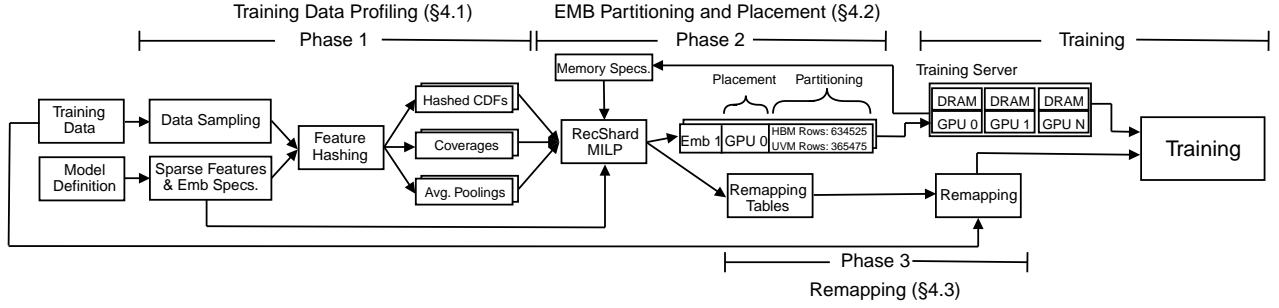 Training Data Profiling (§4.1)
EMB Partitioning and Placement (§4.2)
Phase 1
Phase 2
Training
Memory Specs.
Placement
Partitioning
Training Server
Training
Data
Data Sampling
Hashed CDFs
DRAM
DRAM
DRAM
GPU 0
GPU 1
GPU N
Feature
Hashing
Coverages
RecShard
MILP
Emb 1
GPU 0
HBM Rows: 634525
UVM Rows: 365475
Training
Model
Definition
Sparse Features
& Emb Specs.
Avg. Poolings
Remapping
Tables
Remapping
Phase 3
Remapping (§4.3)